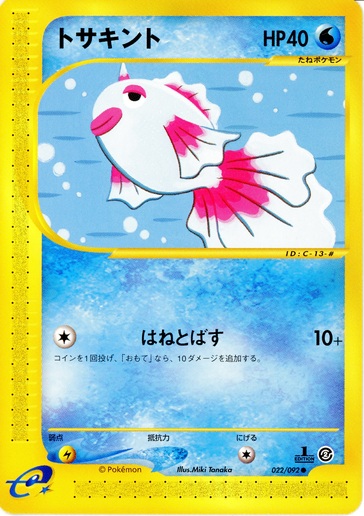 トサキント HP40
たねポケモン
ID:C-13-#
はねとばす 10+
コインを1回投げ、「おもて」なら、10ダメージを追加する。
弱点 抵抗力 にげる
© Pokémon Illus.Miki Tanaka 022/092 ●
1 EDITION
e